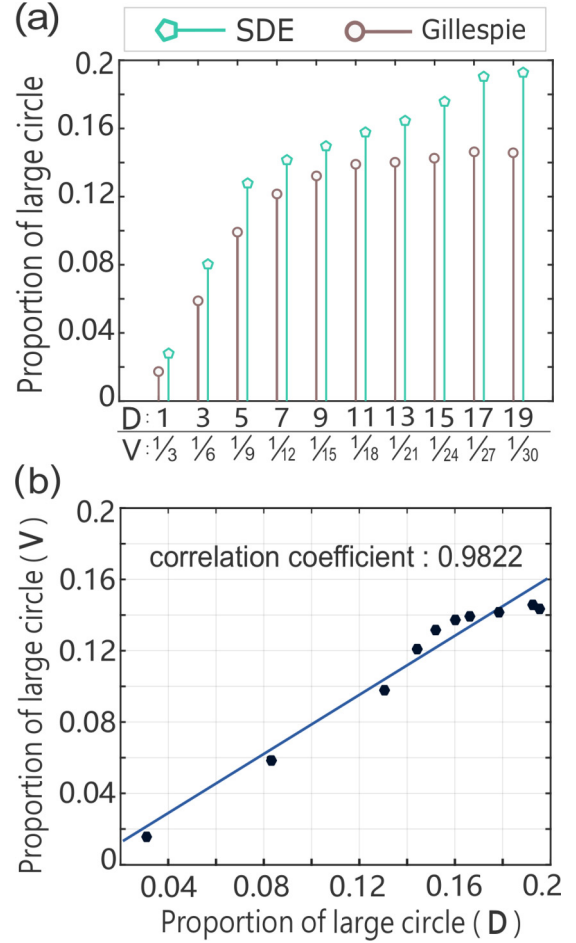 (a)
SDE Gillespie
Proportion of large circle
0.2
0.16
0.12
0.08
0.04
0
D: 1 3 5 7 9 11 13 15 17 19
V: 1/3 1/6 1/9 1/12 1/15 1/18 1/21 1/24 1/27 1/30
(b)
Proportion of large circle (V)
0.2
0.16
0.12
0.08
0.04
0
correlation coefficient : 0.9822
0.04 0.08 0.12 0.16 0.2
Proportion of large circle (D)